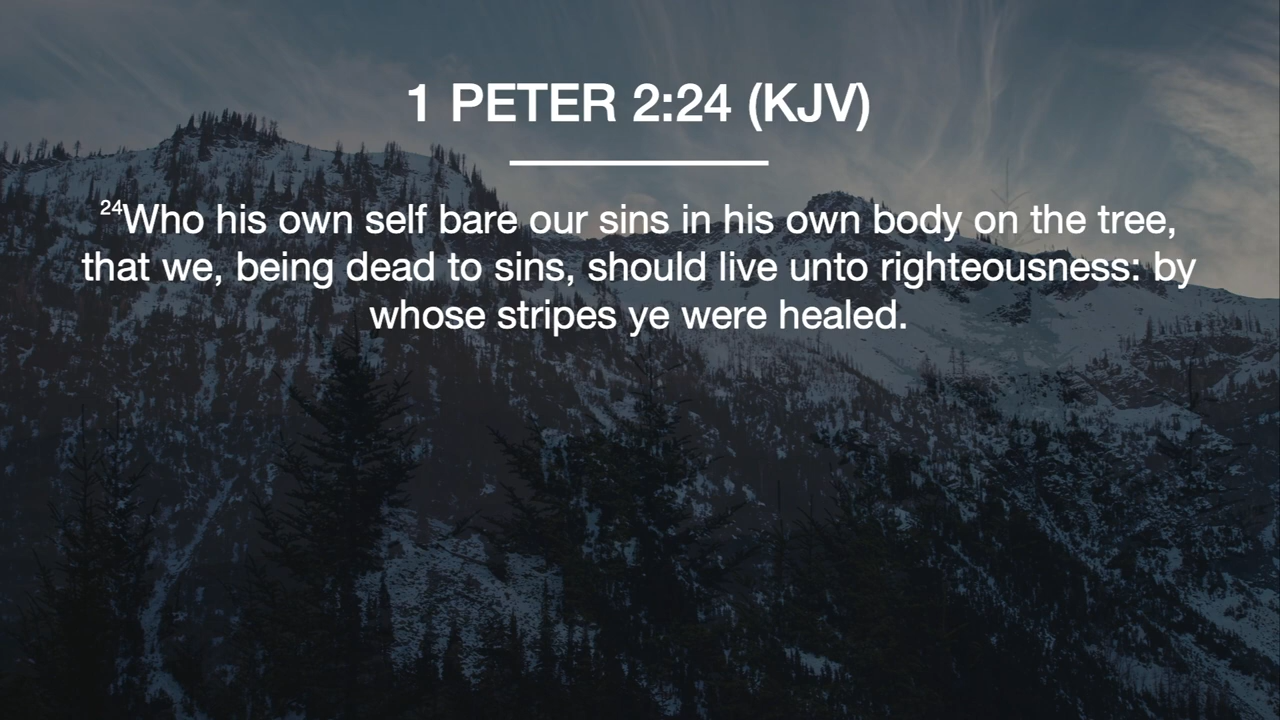 1 PETER 2:24 (KJV)
24Who his own self bare our sins in his own body on the tree,
that we, being dead to sins, should live unto righteousness: by
whose stripes ye were healed.